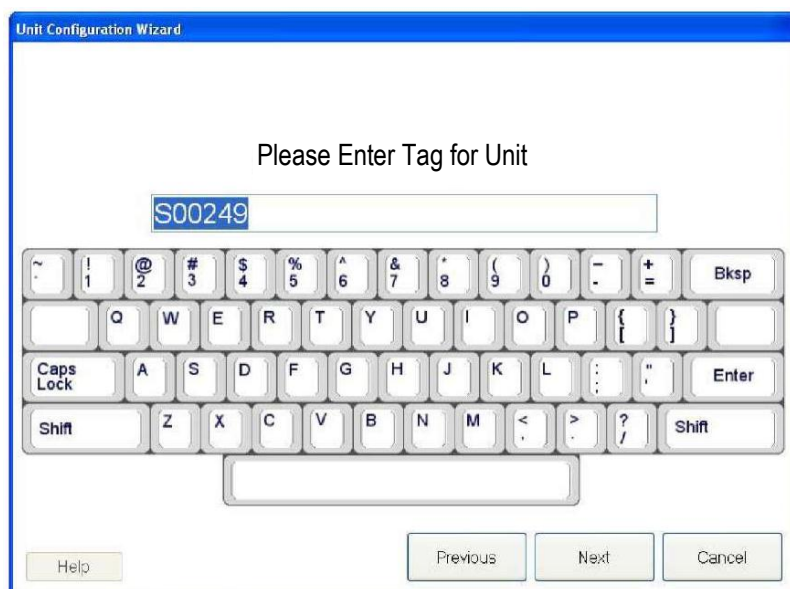 Unit Configuration Wizard
Please Enter Tag for Unit
S00249
~ ! @ # $ % ^ & * ( ) - +
` 1 2 3 4 5 6 7 8 9 0 - = Bksp
Q W E R T Y U I O P { }
[ ]
Caps Lock A S D F G H J K L : " Enter
; '
Shift Z X C V B N M < > ? Shift
, . /
Help Previous Next Cancel